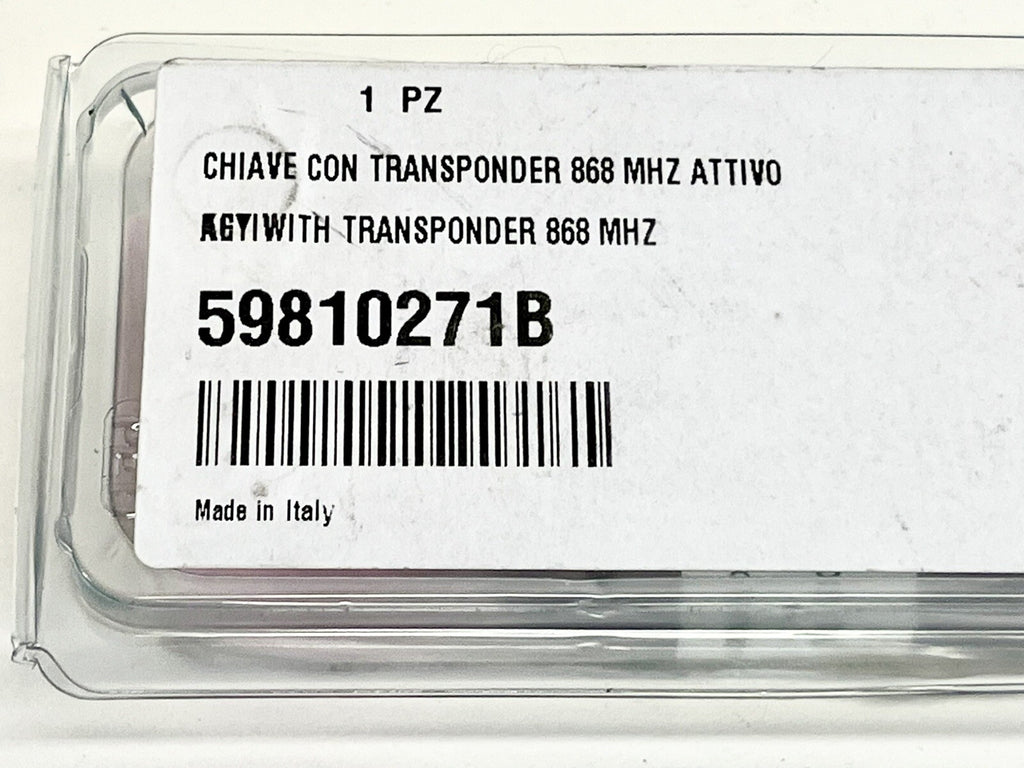 1 PZ
CHIAVE CON TRANSPONDER 868 MHZ ATTIVO
WITH TRANSPONDER 868 MHZ
59810271B
Made in Italy